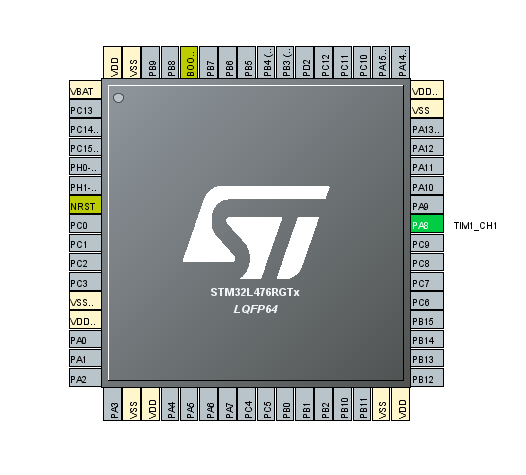 VDD
VSS
PB9
PB8
BOO..
PB7
PB6
PB5
PB4 (..
PB3 (..
PD2
PC12
PC11
PC10
PA15..
PA14..
VBAT
PC13
PC14..
PC15..
PH0-..
PH1-..
NRST
PC0
PC1
PC2
PC3
VSS..
VDD..
PA0
PA1
PA2
ST
STM32L476RGTx
LQFP64
VDD..
VSS
PA13..
PA12
PA11
PA10
PA9
PA8 TIM1_CH1
PC9
PC8
PC7
PC6
PB15
PB14
PB13
PB12
PA3
VSS
VDD
PA4
PA5
PA6
PA7
PC4
PC5
PB0
PB1
PB2
PB10
PB11
VSS
VDD